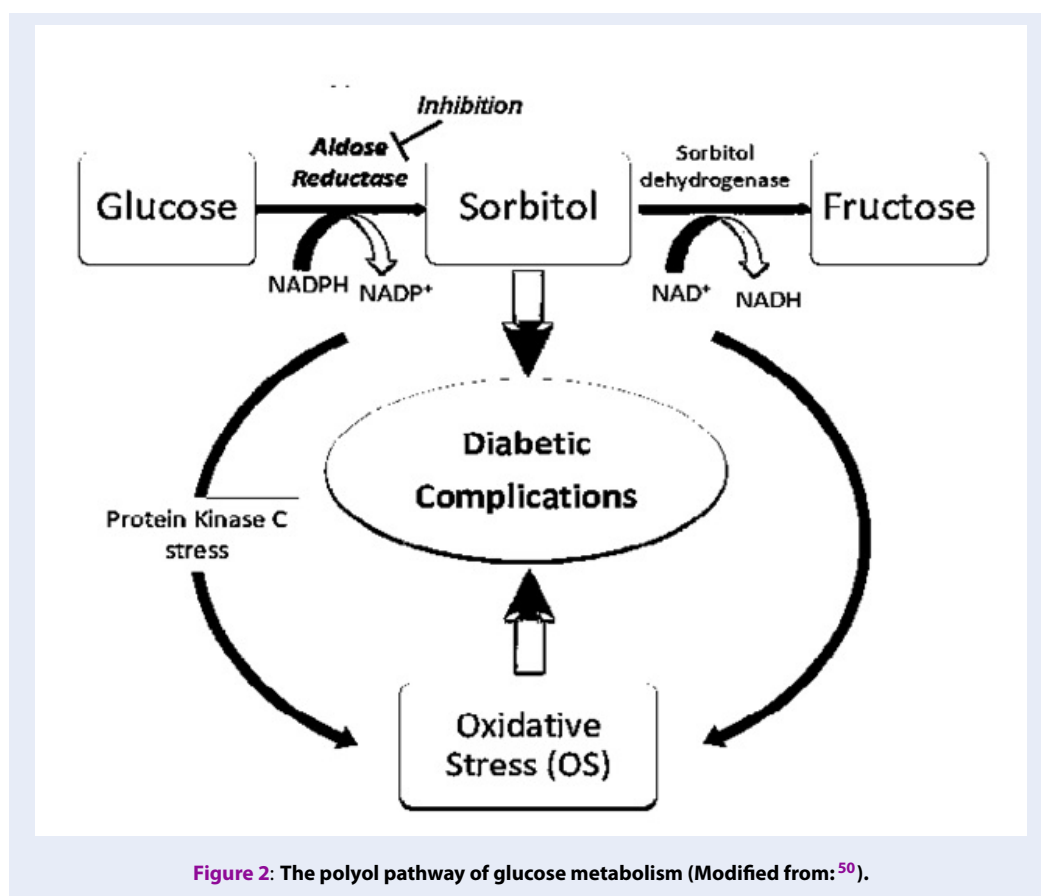 Inhibition
Aldose
Reductase
Sorbitol
dehydrogenase
Glucose
Sorbitol
Fructose
NADPH
NADP⁺
NAD⁺
NADH
Diabetic
Complications
Protein Kinase C
stress
Oxidative
Stress (OS)
Figure 2: The polyol pathway of glucose metabolism (Modified from: ⁵⁰).